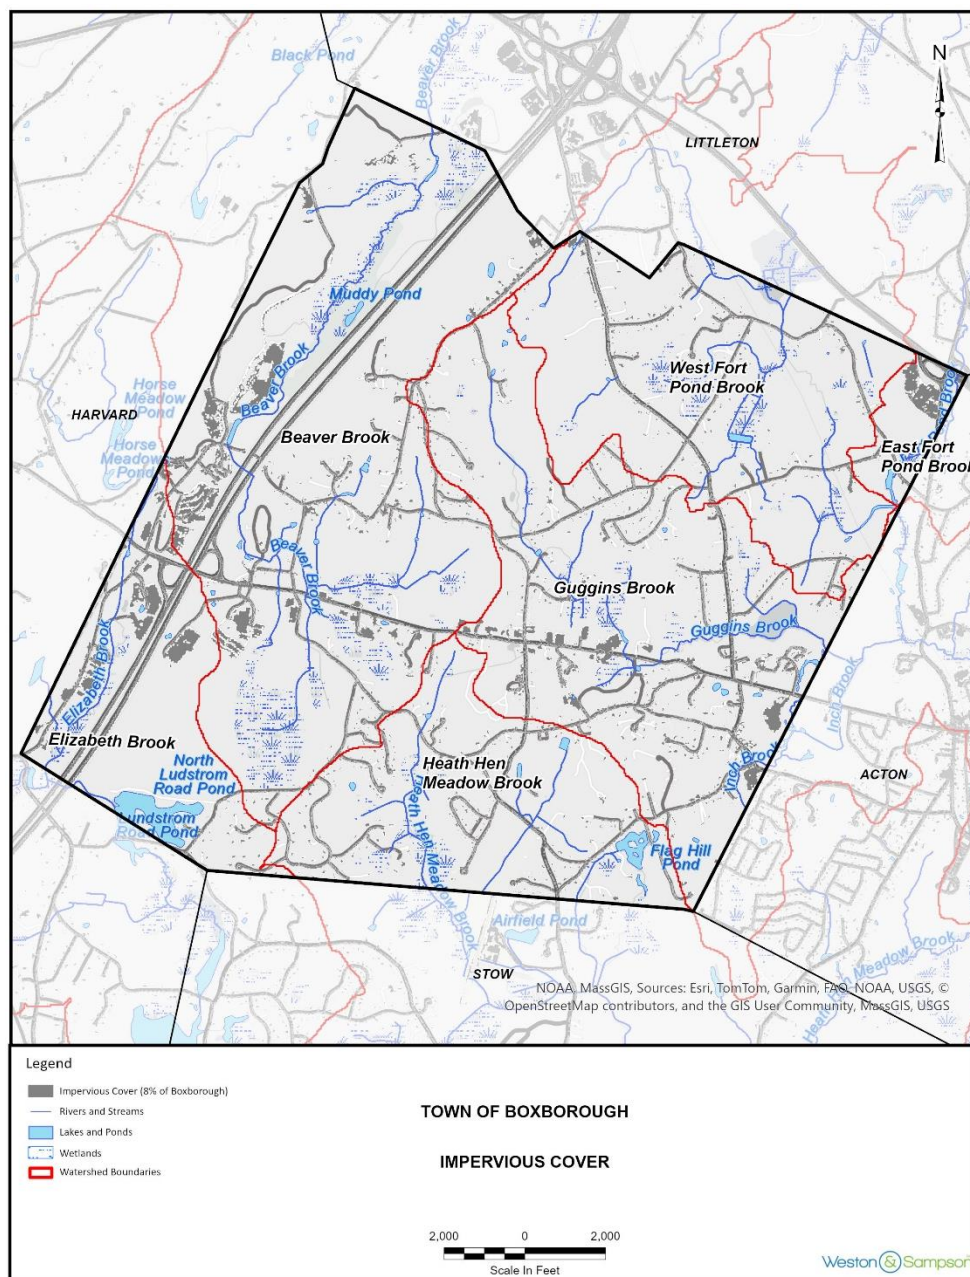 Black Pond
Beaver Brook
N
LITTLETON
Muddy Pond
Horse
Meadow
Pond
HARVARD
Horse
Meadow
Pond
Beaver Brook
Beaver Brook
West Fort
Pond Brook
East Fort
Pond Brook
Beaver Brook
Guggins Brook
Guggins Brook
Elizabeth Brook
Elizabeth Brook
Inch Brook
Inch Brook
North
Ludstrom
Road Pond
Lundstrom
Road Pond
Heath Hen
Meadow Brook
Heath Hen Meadow Brook
ACTON
Flag Hill
Pond
Airfield Pond
STOW
Heath Hen Meadow Brook
NOAA, MassGIS, Sources: Esri, TomTom, Garmin, FAO, NOAA, USGS, ©
OpenStreetMap contributors, and the GIS User Community, MassGIS, USGS
Legend
Impervious Cover (8% of Boxborough)
Rivers and Streams
Lakes and Ponds
Wetlands
Watershed Boundaries
TOWN OF BOXBOROUGH
IMPERVIOUS COVER
2,000 0 2,000
Scale In Feet
Weston & Sampson